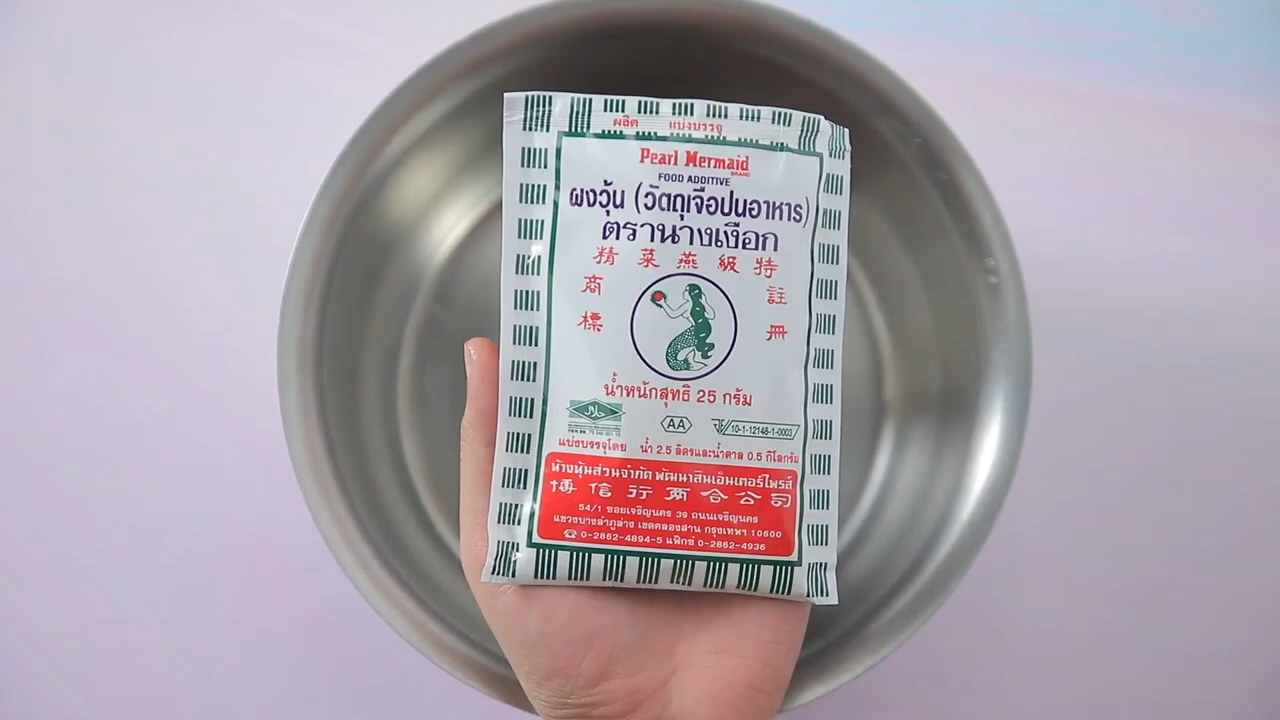 ผลิต แบ่งบรรจุ
Pearl Mermaid
BRAND
FOOD ADDITIVE
ผงวุ้น (วัตถุเจือปนอาหาร)
ตรานางเงือก
精菜燕級特
商 註
標 冊
น้ำหนักสุทธิ 25 กรัม
حلال
AA
10-1-12148-1-0003
แบ่งบรรจุโดย น้ำ 2.5 ลิตรและน้ำตาล 0.5 กิโลกรัม
ห้างหุ้นส่วนจำกัด พัฒนาสินเอ็นเตอร์ไพรส์
博信行兩合公司
54/1 ซอยเจริญนคร 39 ถนนเจริญนคร
แขวงบางลำภูล่าง เขตคลองสาน กรุงเทพฯ 10600
☎ 0-2862-4894-5 แฟ็กซ์ 0-2862-4936